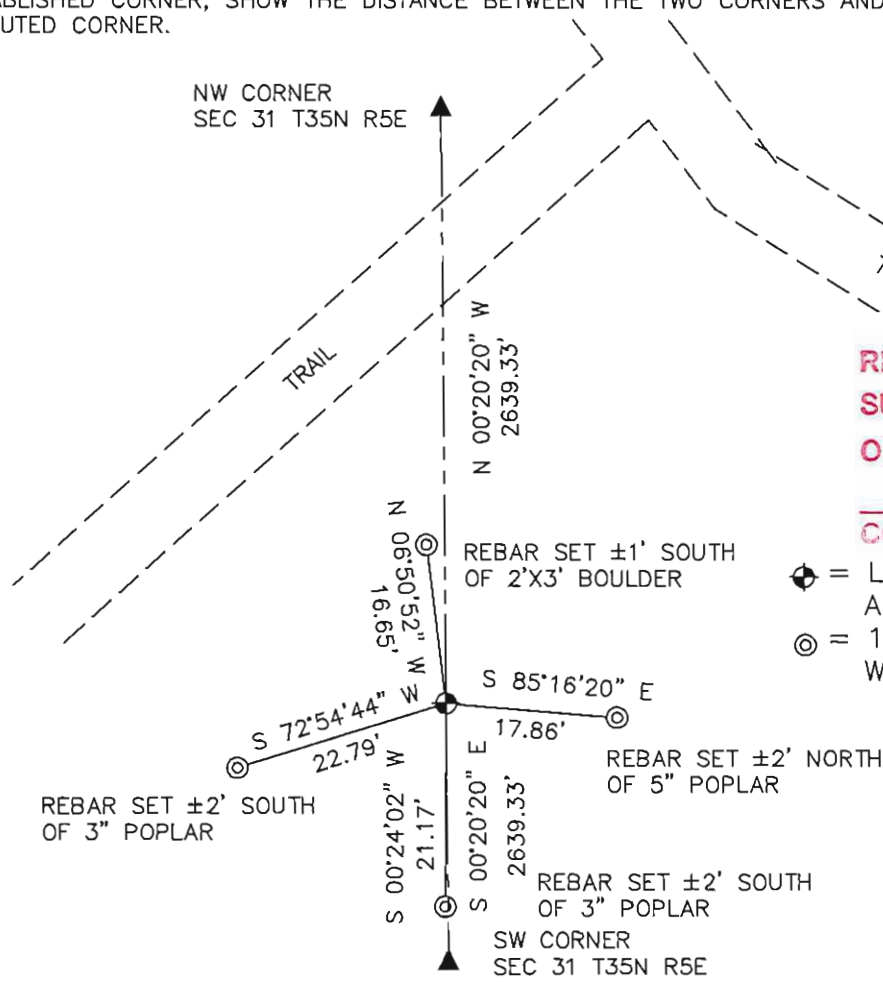 ABLISHED CORNER, SHOW THE DISTANCE BETWEEN THE TWO CORNERS AND
UTED CORNER.
NW CORNER
SEC 31 T35N R5E
TRAIL
N 00°20'20" W
2639.33'
N 06°50'52" W
16.65'
REBAR SET ±1' SOUTH
OF 2'X3' BOULDER
S 85°16'20" E
17.86'
REBAR SET ±2' NORTH
OF 5" POPLAR
S 72°54'44" W
22.79'
REBAR SET ±2' SOUTH
OF 3" POPLAR
S 00°24'02" W
21.17'
S 00°20'20" E
2639.33'
REBAR SET ±2' SOUTH
OF 3" POPLAR
SW CORNER
SEC 31 T35N R5E
= L
A
= 1
W